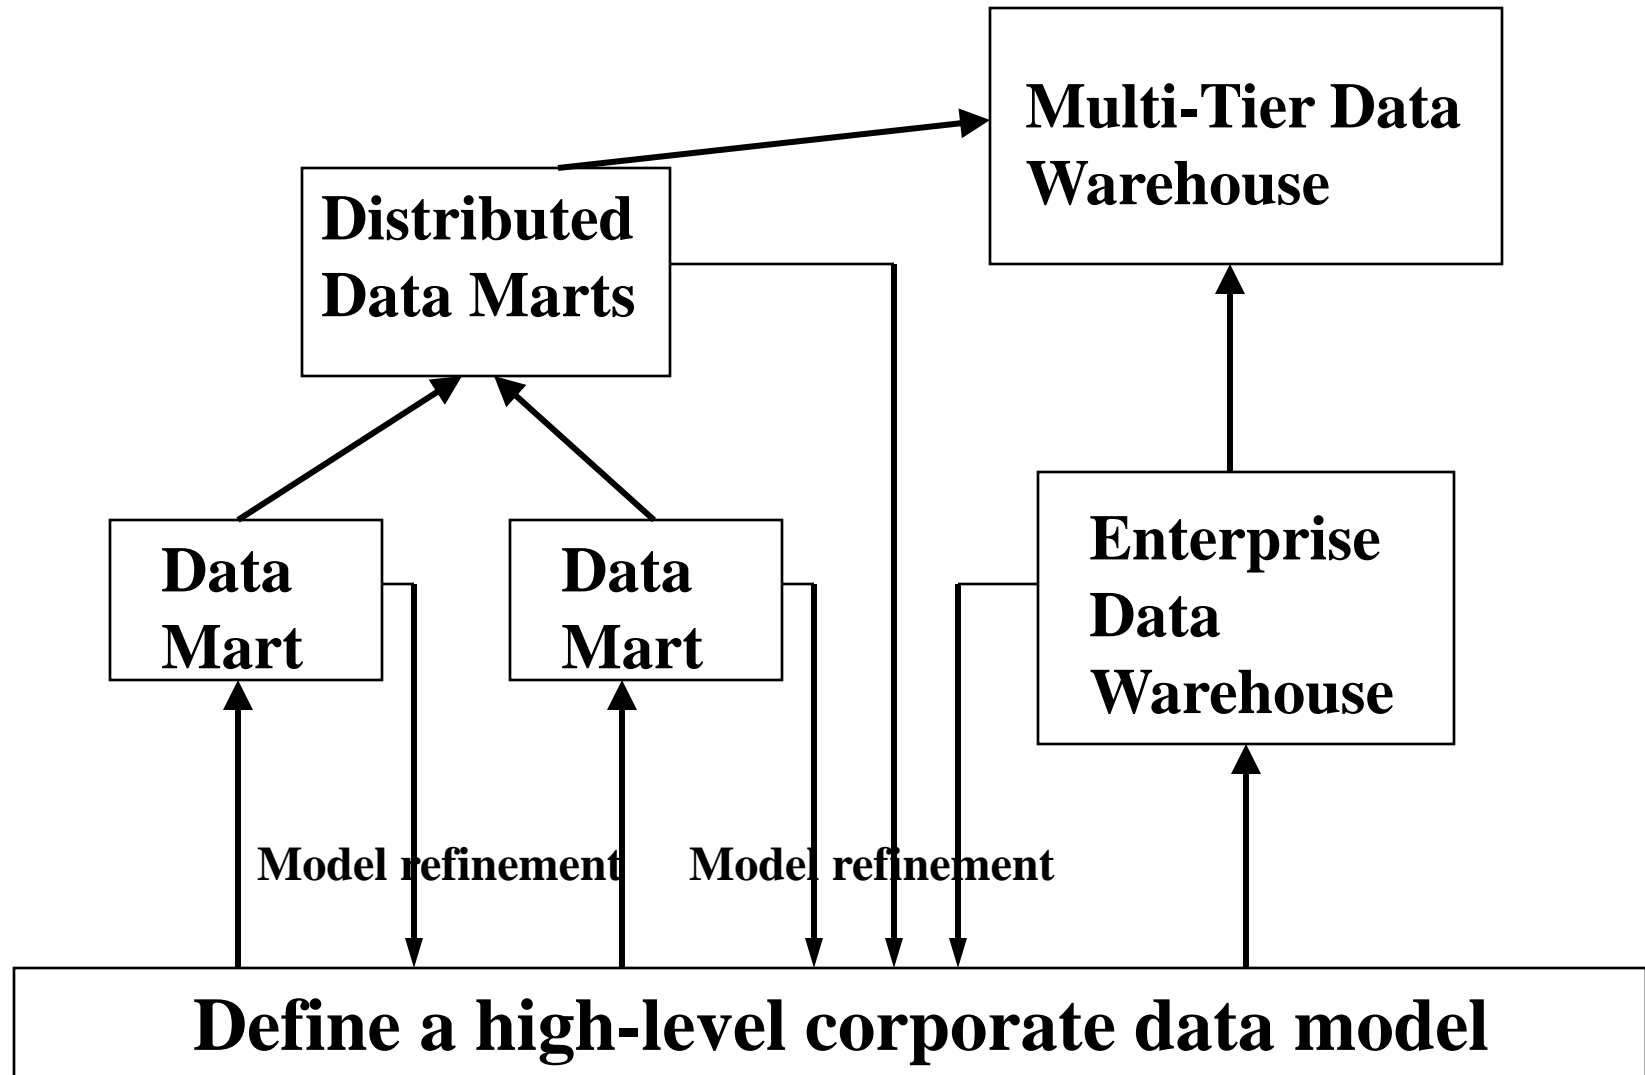 Multi-Tier Data
Warehouse
Distributed
Data Marts
Data
Mart
Data
Mart
Enterprise
Data
Warehouse
Model refinement
Model refinement
Define a high-level corporate data model